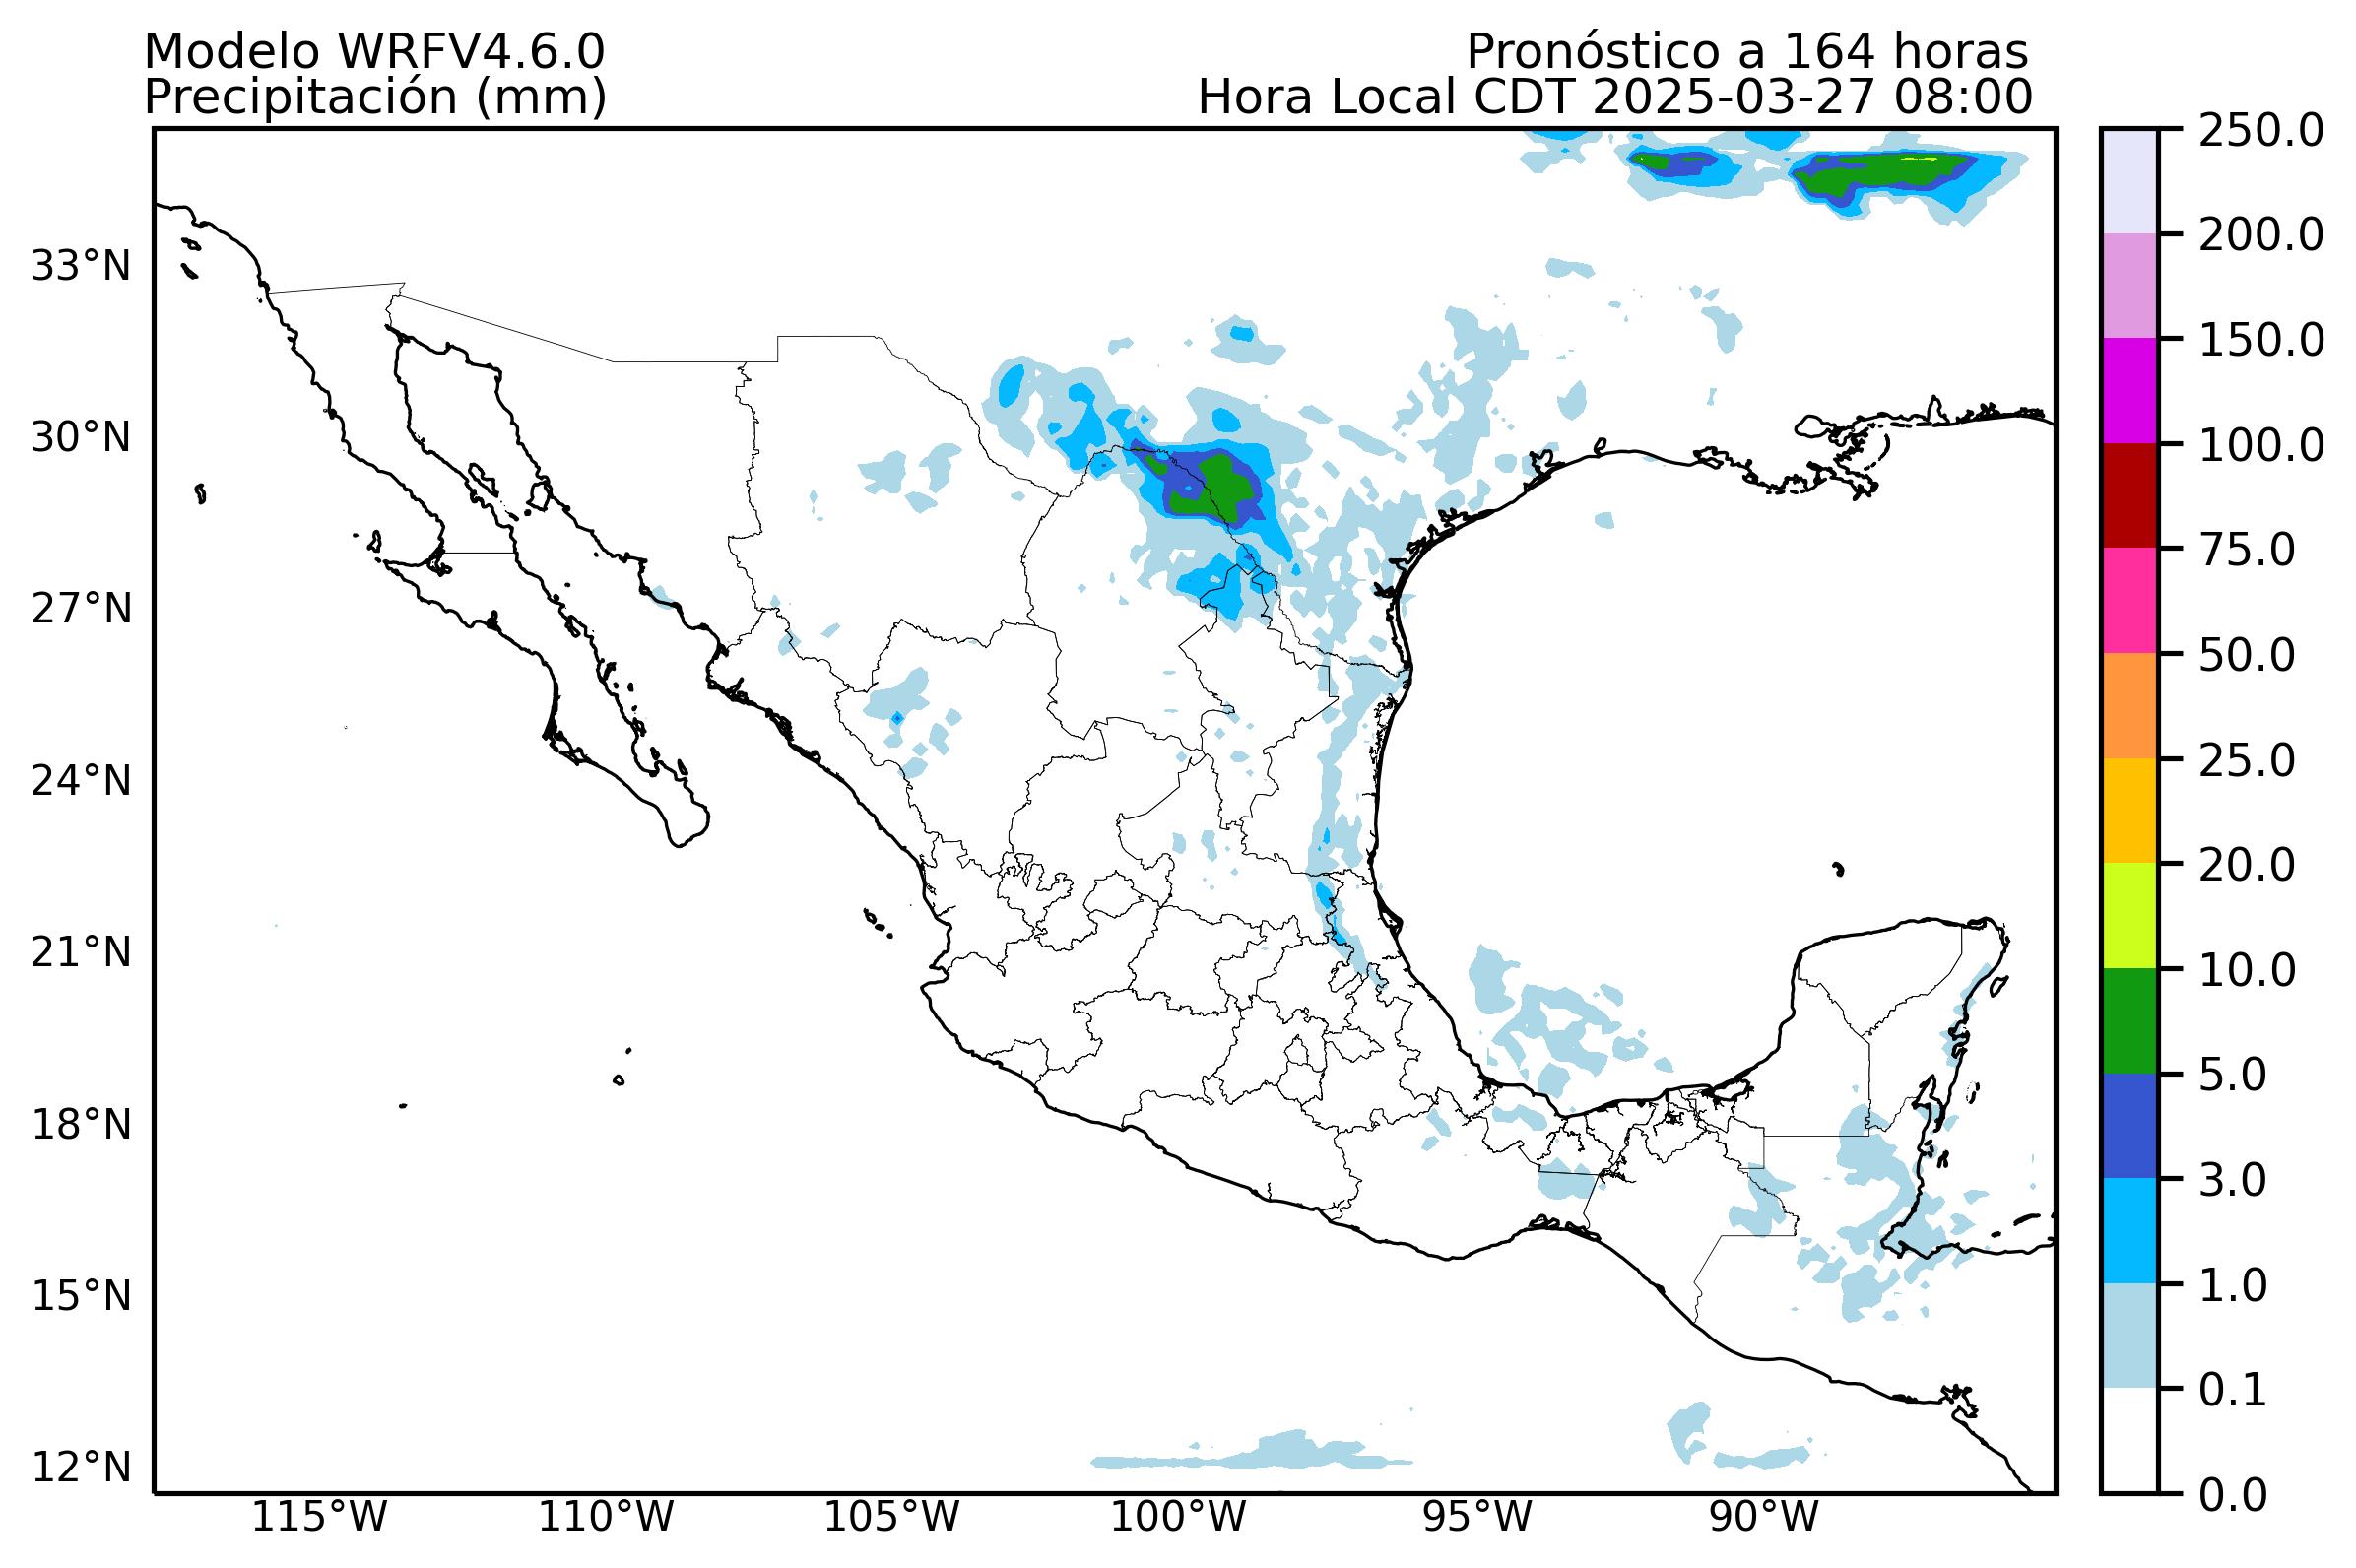 Modelo WRFV4.6.0
Precipitación (mm)
Pronóstico a 164 horas
Hora Local CDT 2025-03-27 08:00
33°N
30°N
27°N
24°N
21°N
18°N
15°N
12°N
115°W
110°W
105°W
100°W
95°W
90°W
250.0
200.0
150.0
100.0
75.0
50.0
25.0
20.0
10.0
5.0
3.0
1.0
0.1
0.0